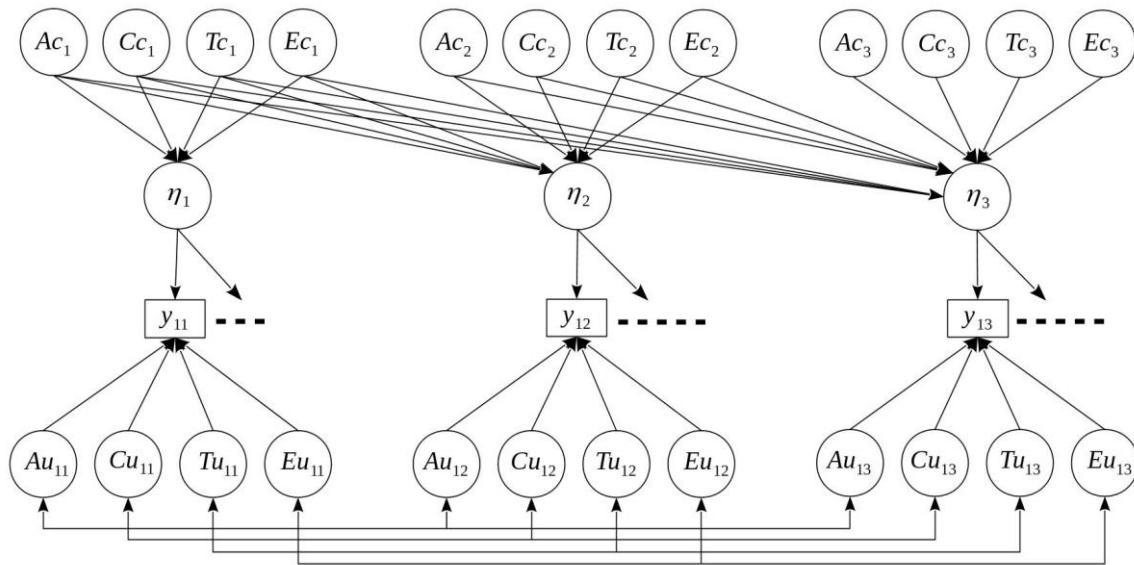 Ac₁ Cc₁ Tc₁ Ec₁ Ac₂ Cc₂ Tc₂ Ec₂ Ac₃ Cc₃ Tc₃ Ec₃
η₁ η₂ η₃
y₁₁ y₁₂ y₁₃
Au₁₁ Cu₁₁ Tu₁₁ Eu₁₁ Au₁₂ Cu₁₂ Tu₁₂ Eu₁₂ Au₁₃ Cu₁₃ Tu₁₃ Eu₁₃